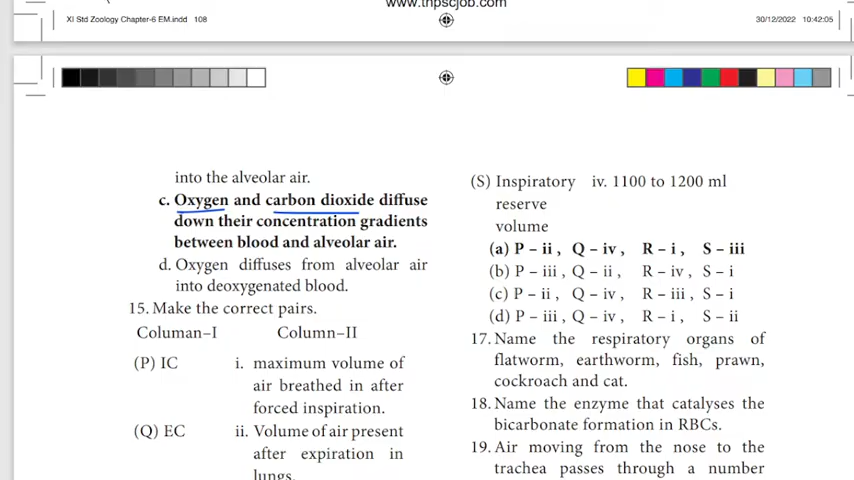 www.tnpscjob.com
XI Std Zoology Chapter-6 EM.indd 108
30/12/2022 10:42:05
into the alveolar air.
c. Oxygen and carbon dioxide diffuse
down their concentration gradients
between blood and alveolar air.
d. Oxygen diffuses from alveolar air
into deoxygenated blood.
15. Make the correct pairs.
Columan–I Column–II
(P) IC i. maximum volume of
air breathed in after
forced inspiration.
(Q) EC ii. Volume of air present
after expiration in
lungs.
(S) Inspiratory iv. 1100 to 1200 ml
reserve
volume
(a) P – ii , Q – iv , R – i , S – iii
(b) P – iii , Q – ii , R – iv , S – i
(c) P – ii , Q – iv , R – iii , S – i
(d) P – iii , Q – iv , R – i , S – ii
17. Name the respiratory organs of
flatworm, earthworm, fish, prawn,
cockroach and cat.
18. Name the enzyme that catalyses the
bicarbonate formation in RBCs.
19. Air moving from the nose to the
trachea passes through a number